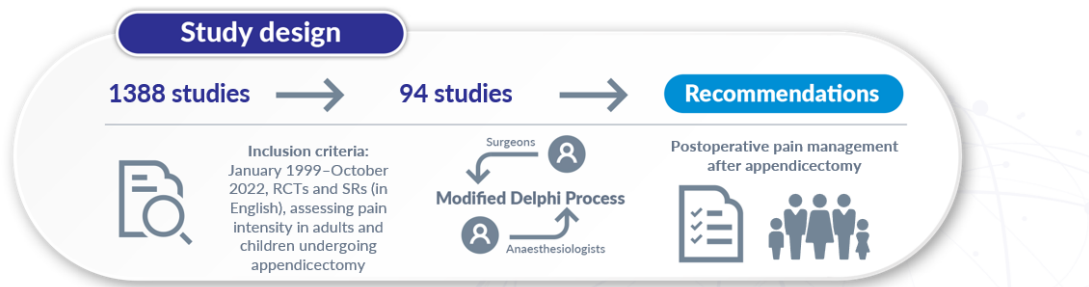 Study design
1388 studies
94 studies
Recommendations
Inclusion criteria:
January 1999–October
2022, RCTs and SRs (in
English), assessing pain
intensity in adults and
children undergoing
appendicectomy
Surgeons
Modified Delphi Process
Anaesthesiologists
Postoperative pain management
after appendicectomy